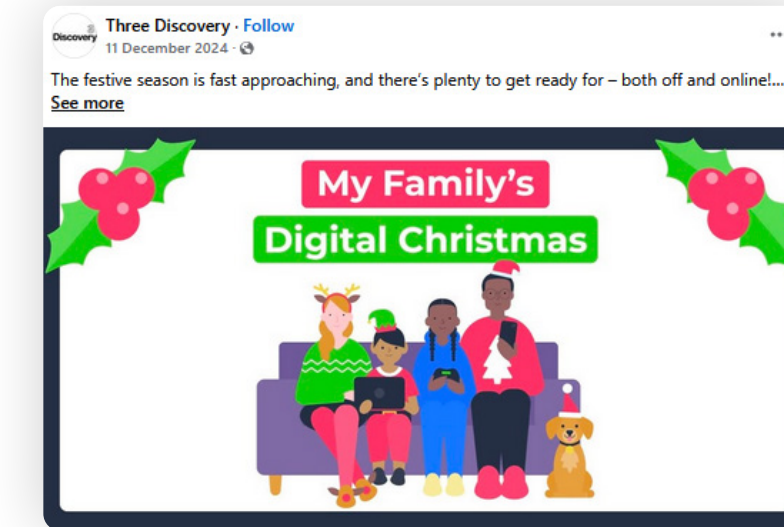 Discovery
Three Discovery · Follow
11 December 2024 ·
The festive season is fast approaching, and there's plenty to get ready for – both off and online!...
See more
My Family's
Digital Christmas